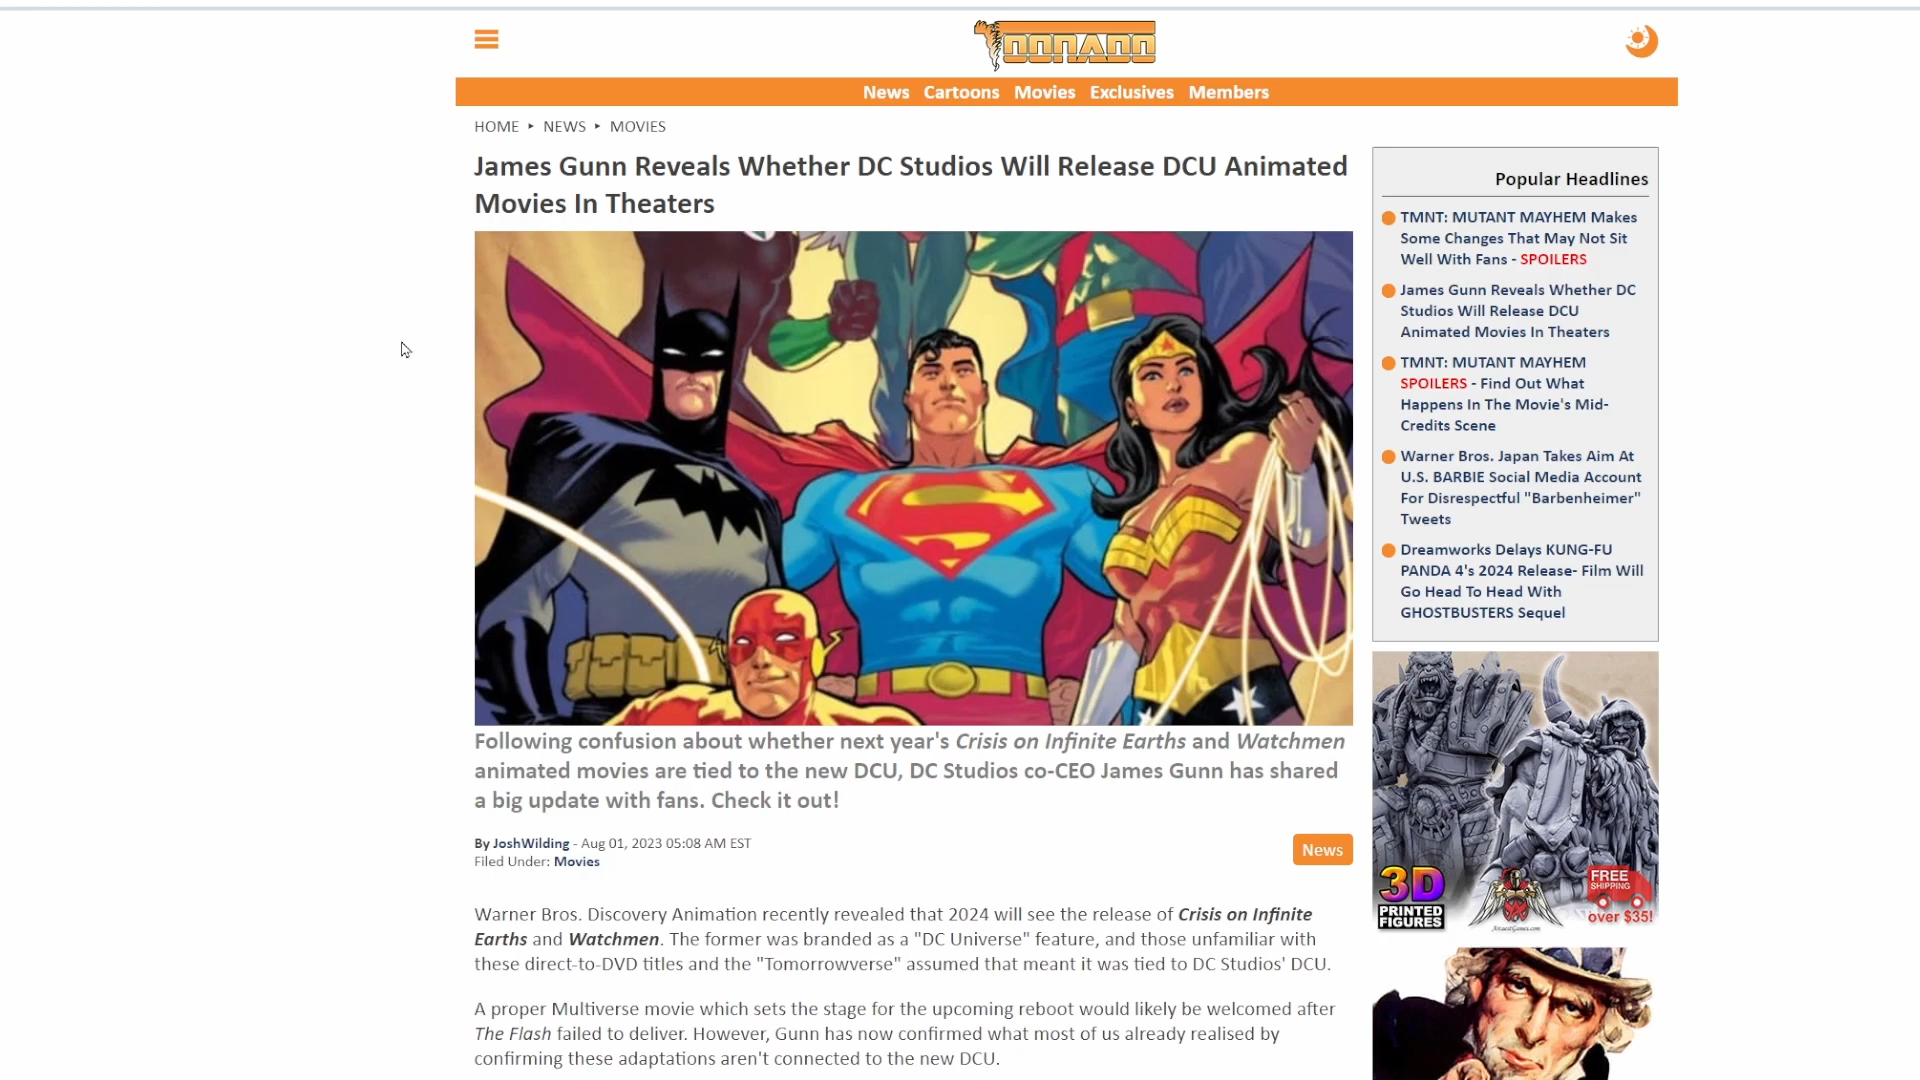 TOONADO
News Cartoons Movies Exclusives Members
HOME ‣ NEWS ‣ MOVIES
James Gunn Reveals Whether DC Studios Will Release DCU Animated
Movies In Theaters
Following confusion about whether next year's Crisis on Infinite Earths and Watchmen
animated movies are tied to the new DCU, DC Studios co-CEO James Gunn has shared
a big update with fans. Check it out!
By JoshWilding - Aug 01, 2023 05:08 AM EST
Filed Under: Movies
News
Warner Bros. Discovery Animation recently revealed that 2024 will see the release of Crisis on Infinite
Earths and Watchmen. The former was branded as a "DC Universe" feature, and those unfamiliar with
these direct-to-DVD titles and the "Tomorrowverse" assumed that meant it was tied to DC Studios' DCU.
A proper Multiverse movie which sets the stage for the upcoming reboot would likely be welcomed after
The Flash failed to deliver. However, Gunn has now confirmed what most of us already realised by
confirming these adaptations aren't connected to the new DCU.
Popular Headlines
TMNT: MUTANT MAYHEM Makes
Some Changes That May Not Sit
Well With Fans - SPOILERS
James Gunn Reveals Whether DC
Studios Will Release DCU
Animated Movies In Theaters
TMNT: MUTANT MAYHEM
SPOILERS - Find Out What
Happens In The Movie's Mid-
Credits Scene
Warner Bros. Japan Takes Aim At
U.S. BARBIE Social Media Account
For Disrespectful "Barbenheimer"
Tweets
Dreamworks Delays KUNG-FU
PANDA 4's 2024 Release- Film Will
Go Head To Head With
GHOSTBUSTERS Sequel
3D
PRINTED
FIGURES
FREE
SHIPPING
over $35!